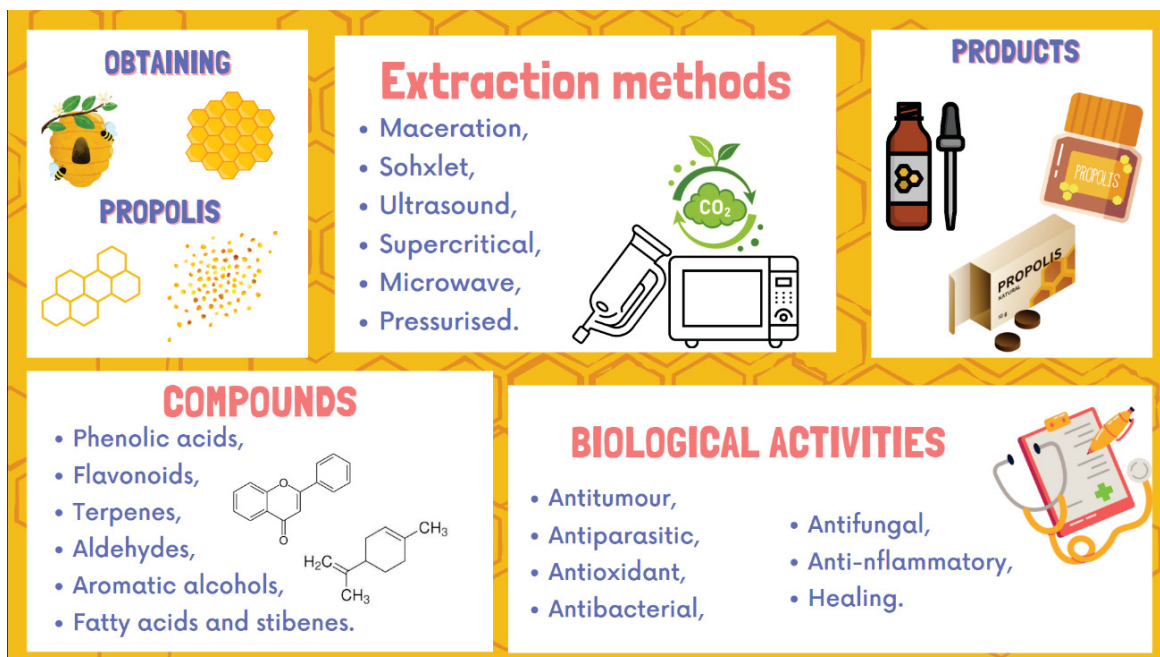 OBTAINING
PROPOLIS
Extraction methods
• Maceration,
• Sohxlet,
• Ultrasound,
• Supercritical,
• Microwave,
• Pressurised.
CO₂
PRODUCTS
PROPOLIS
PROPOLIS
NATURAL
10 g
COMPOUNDS
• Phenolic acids,
• Flavonoids,
• Terpenes,
• Aldehydes,
• Aromatic alcohols,
• Fatty acids and stibenes.
O
O
CH₃
H₂C
CH₃
BIOLOGICAL ACTIVITIES
• Antitumour,
• Antiparasitic,
• Antioxidant,
• Antibacterial,
• Antifungal,
• Anti-nflammatory,
• Healing.